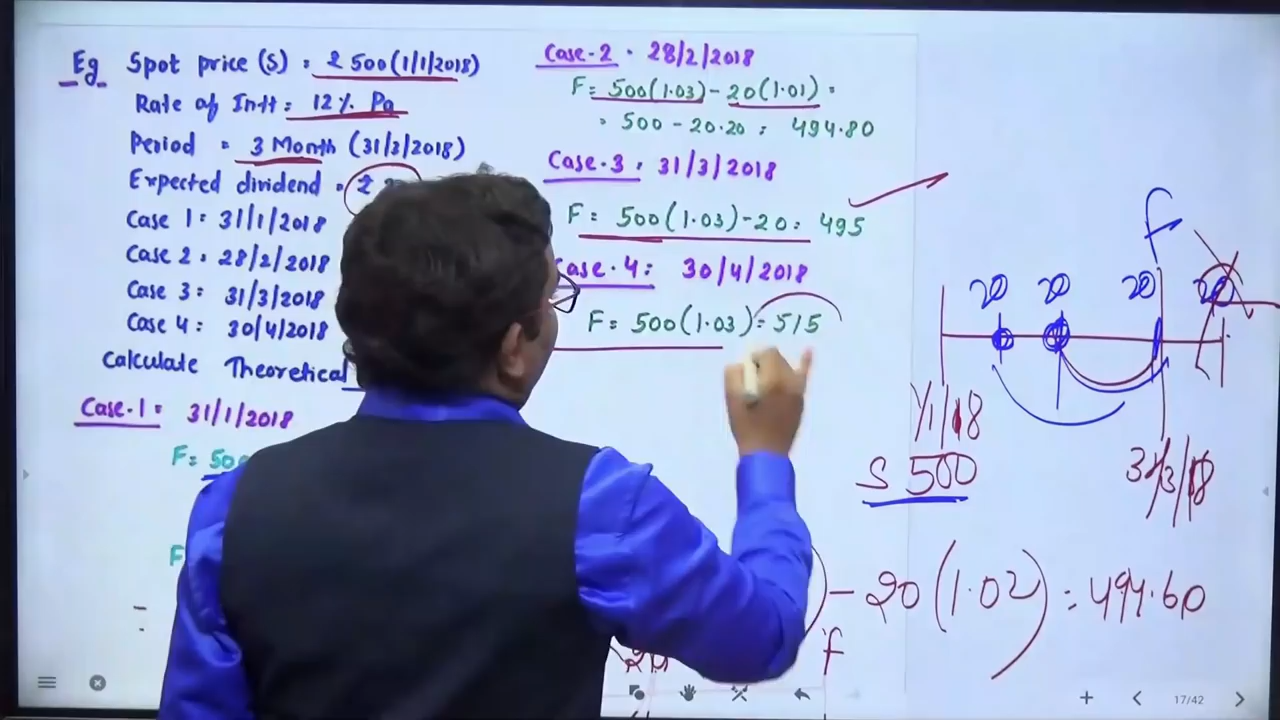 Eg Spot price (S) = ₹ 500 (1/1/2018)
Rate of Intt = 12% Pa
Period = 3 Month (31/3/2018)
Expected dividend = ₹
Case 1 = 31/1/2018
Case 2 = 28/2/2018
Case 3 = 31/3/2018
Case 4 = 30/4/2018
Calculate Theoretical
Case-1 = 31/1/2018
F =
F
Case-2 = 28/2/2018
F = 500(1.03) - 20(1.01) =
= 500 - 20.20 = 494.80
Case-3 = 31/3/2018
F = 500(1.03) - 20 = 495
Case-4 = 30/4/2018
F = 500(1.03) = 515
f
20 20 20 20
1/1/18
S 500
31/3/18
) - 20 (1.02) = 494.60
f
17/42